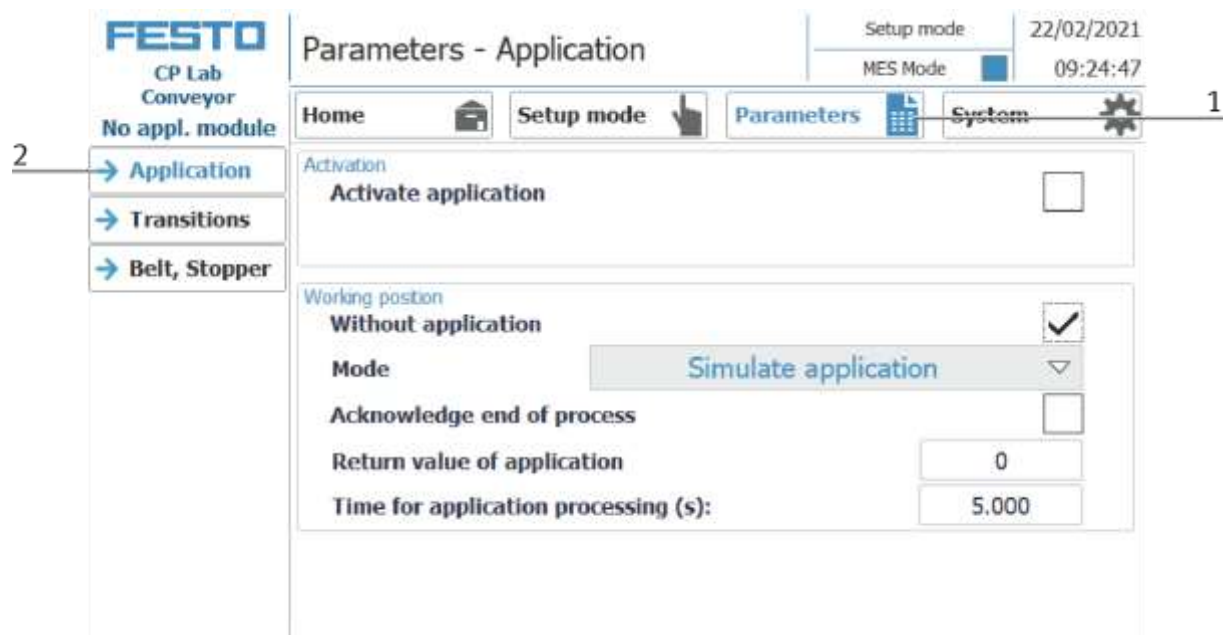 FESTO
CP Lab
Conveyor
No appl. module
Parameters - Application
Setup mode
MES Mode
22/02/2021
09:24:47
Home
Setup mode
Parameters
System
1
2
Application
Transitions
Belt, Stopper
Activation
Activate application
Working position
Without application
Mode
Simulate application
Acknowledge end of process
Return value of application
0
Time for application processing (s):
5.000